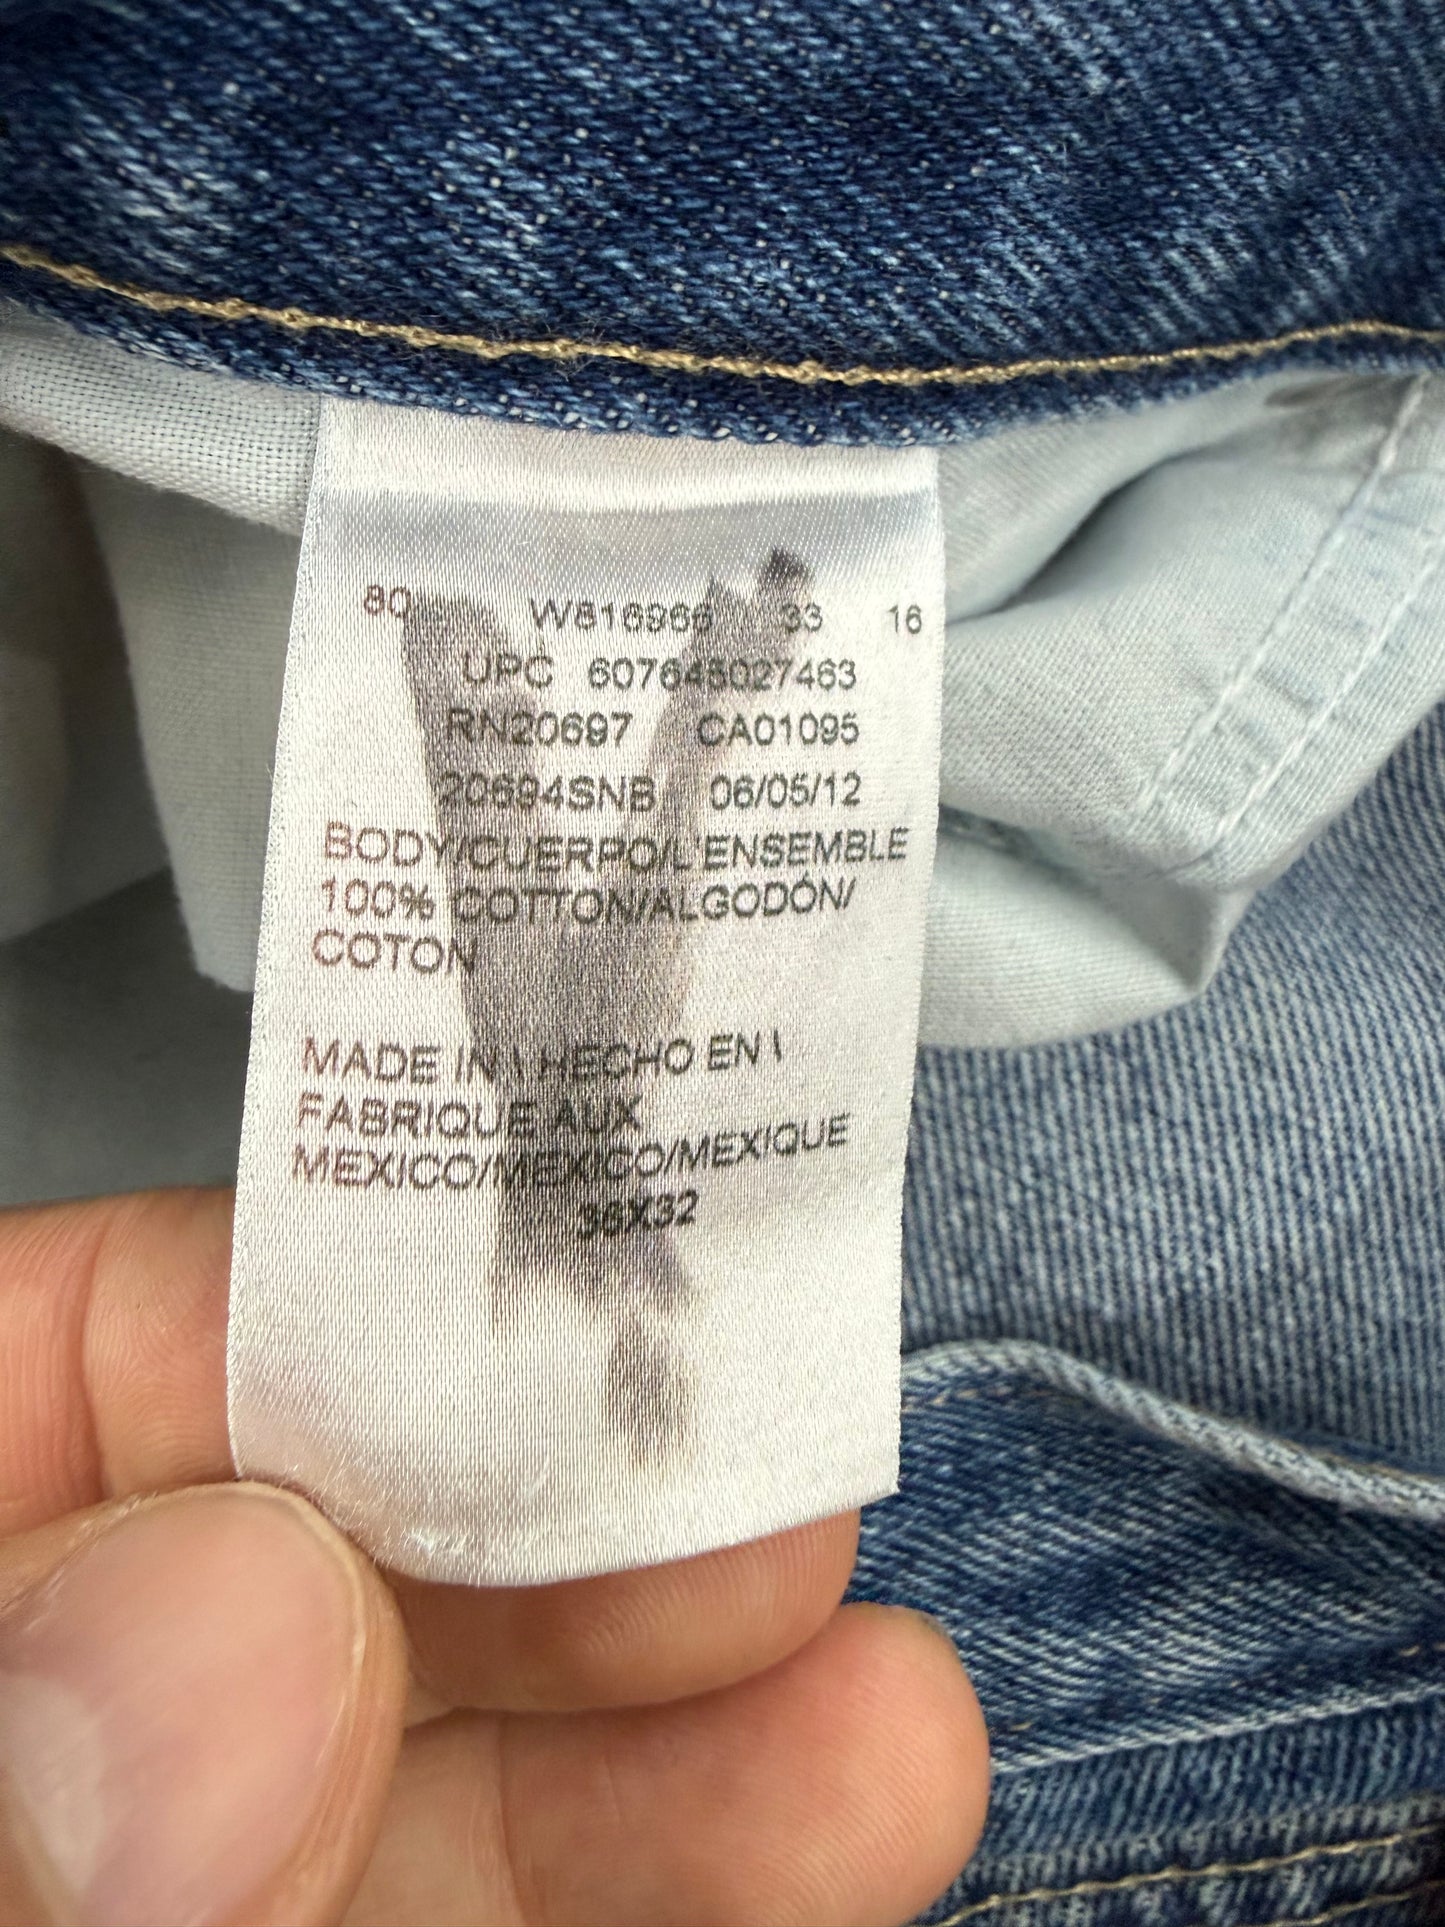 80 W816966 33 16
UPC 607645027463
RN20697 CA01095
20694SNB 06/05/12
BODY/CUERPO/L'ENSEMBLE
100% COTTON/ALGODÓN/
COTON
MADE IN \ HECHO EN \
FABRIQUE AUX
MEXICO/MEXICO/MEXIQUE
36X32